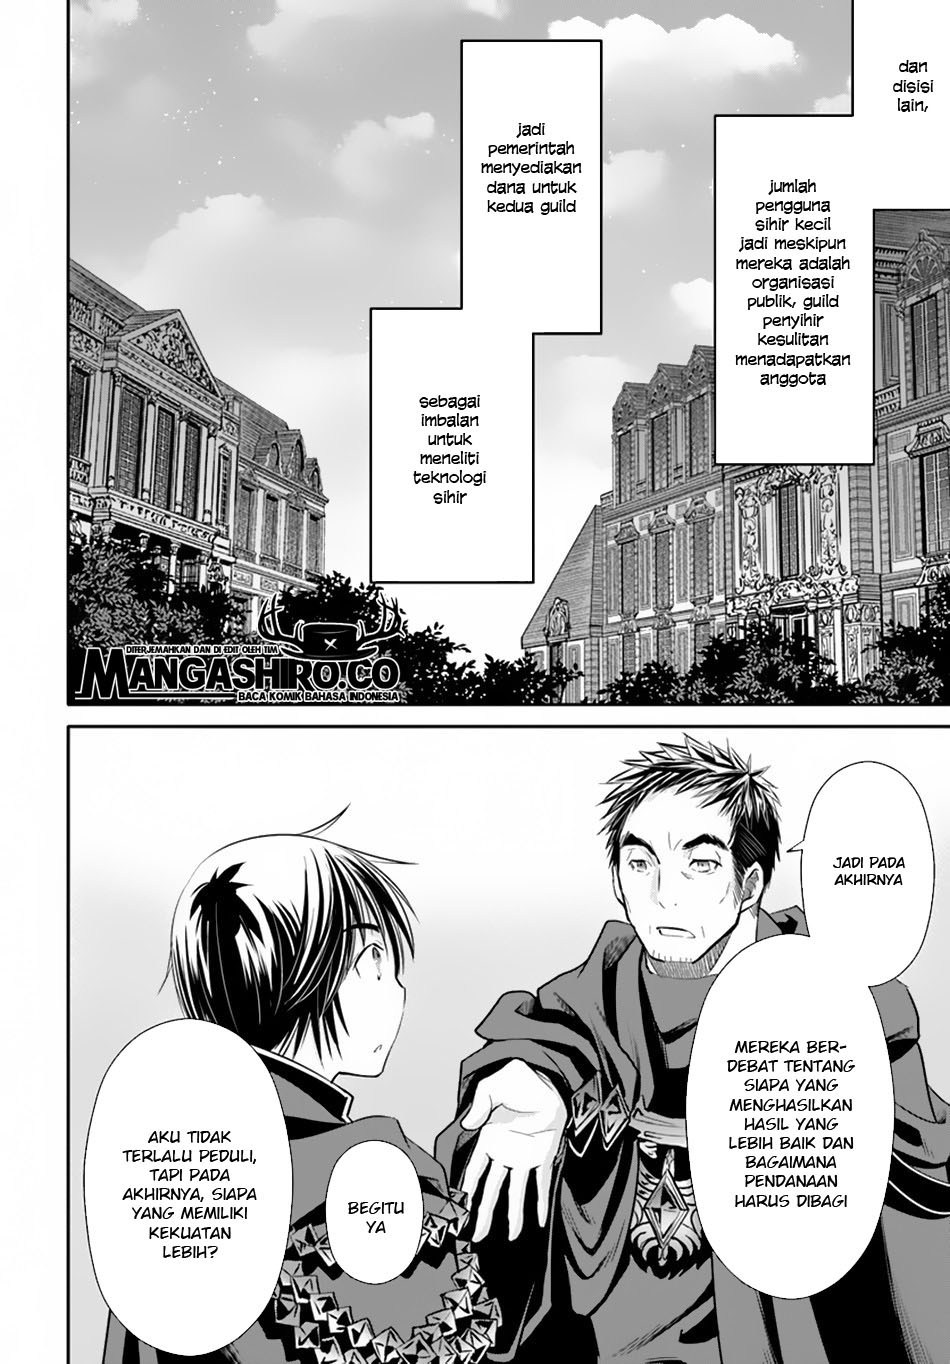 dan
disisi
lain,
jumlah
pengguna
sihir kecil
jadi meskipun
mereka adalah
organisasi
publik, guild
penyihir
kesulitan
menadapatkan
anggota
jadi
pemerintah
menyediakan
dana untuk
kedua guild
sebagai
imbalan
untuk
meneliti
teknologi
sihir
DITERJEMAHKAN DAN DI EDIT OLEH TIM
MANGASHIRO.CO
BACA KOMIK BAHASA INDONESIA
JADI PADA
AKHIRNYA
MEREKA BER-
DEBAT TENTANG
SIAPA YANG
MENGHASILKAN
HASIL YANG
LEBIH BAIK DAN
BAGAIMANA
PENDANAAN
HARUS DIBAGI
BEGITU
YA
AKU TIDAK
TERLALU PEDULI,
TAPI PADA
AKHIRNYA, SIAPA
YANG MEMILIKI
KEKUATAN
LEBIH?